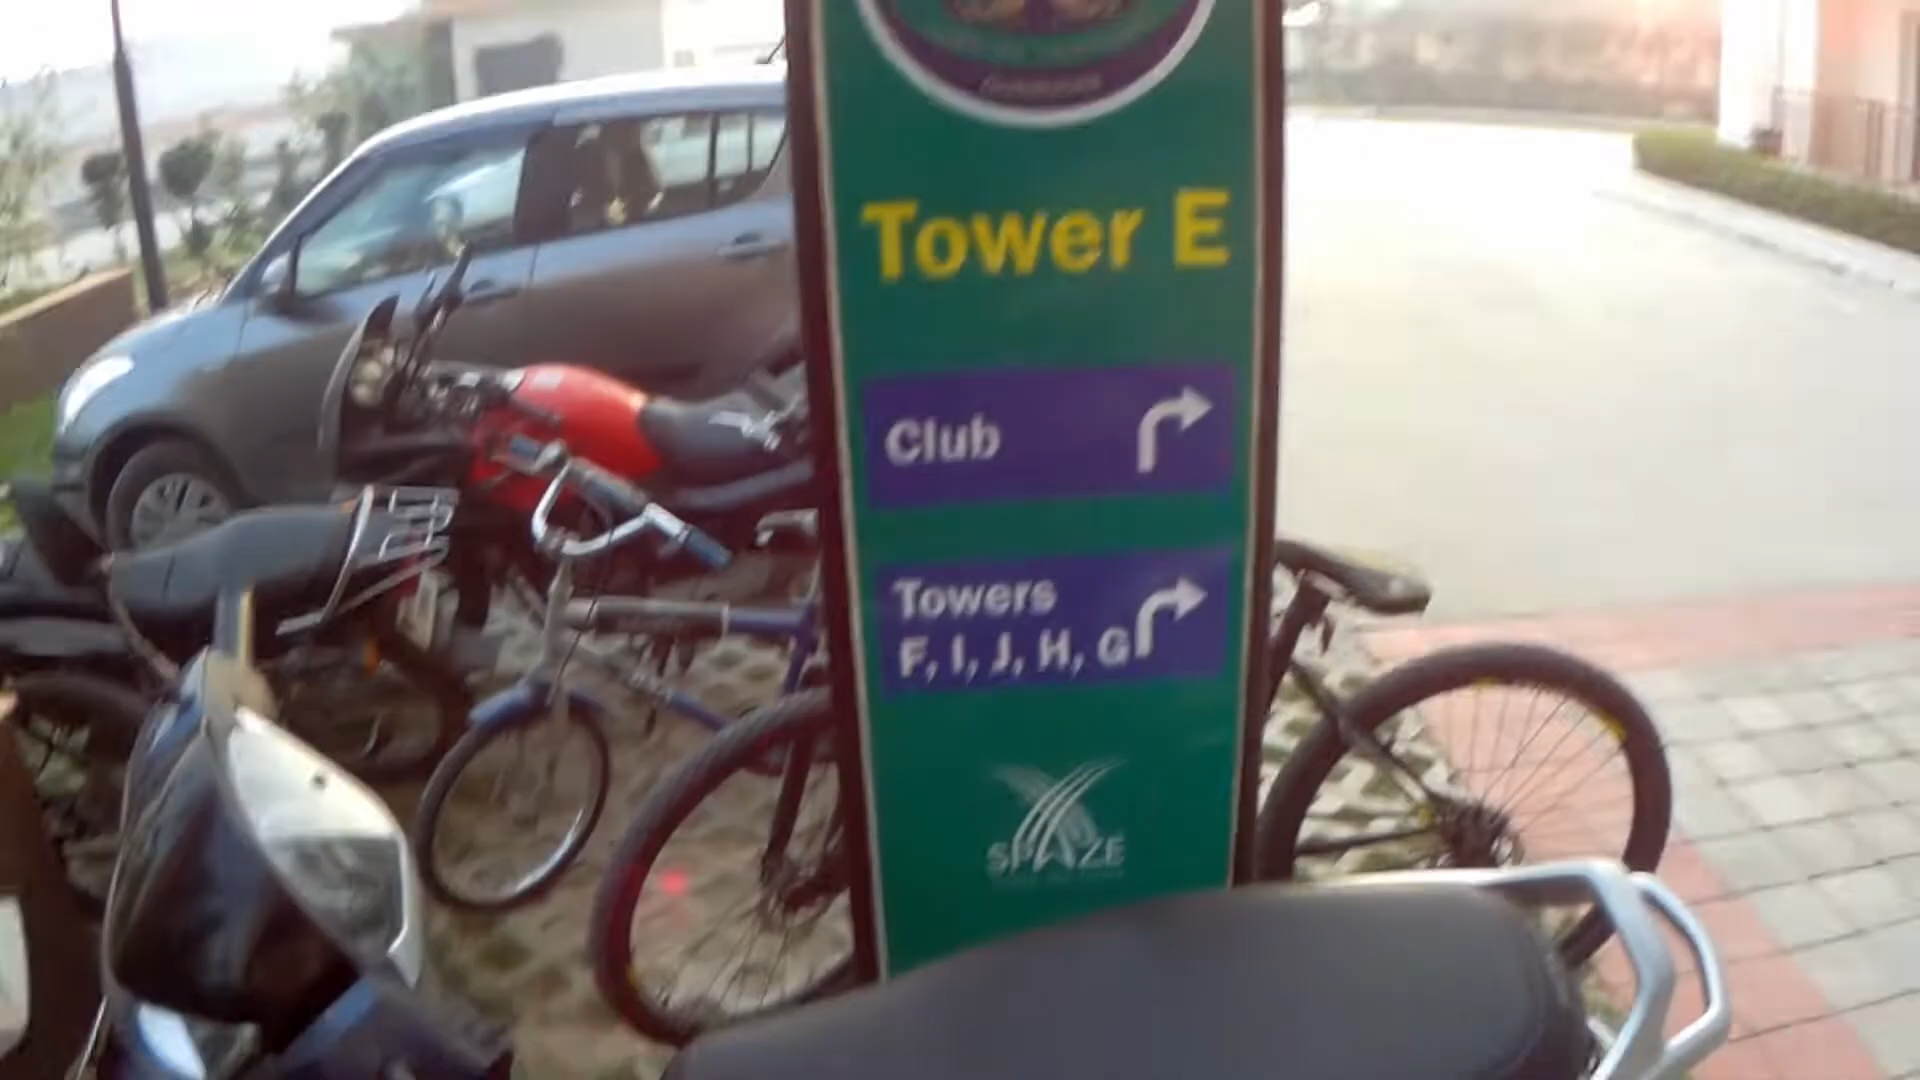 Tower E
Club
Towers
F, I, J, H, G
SPAZE